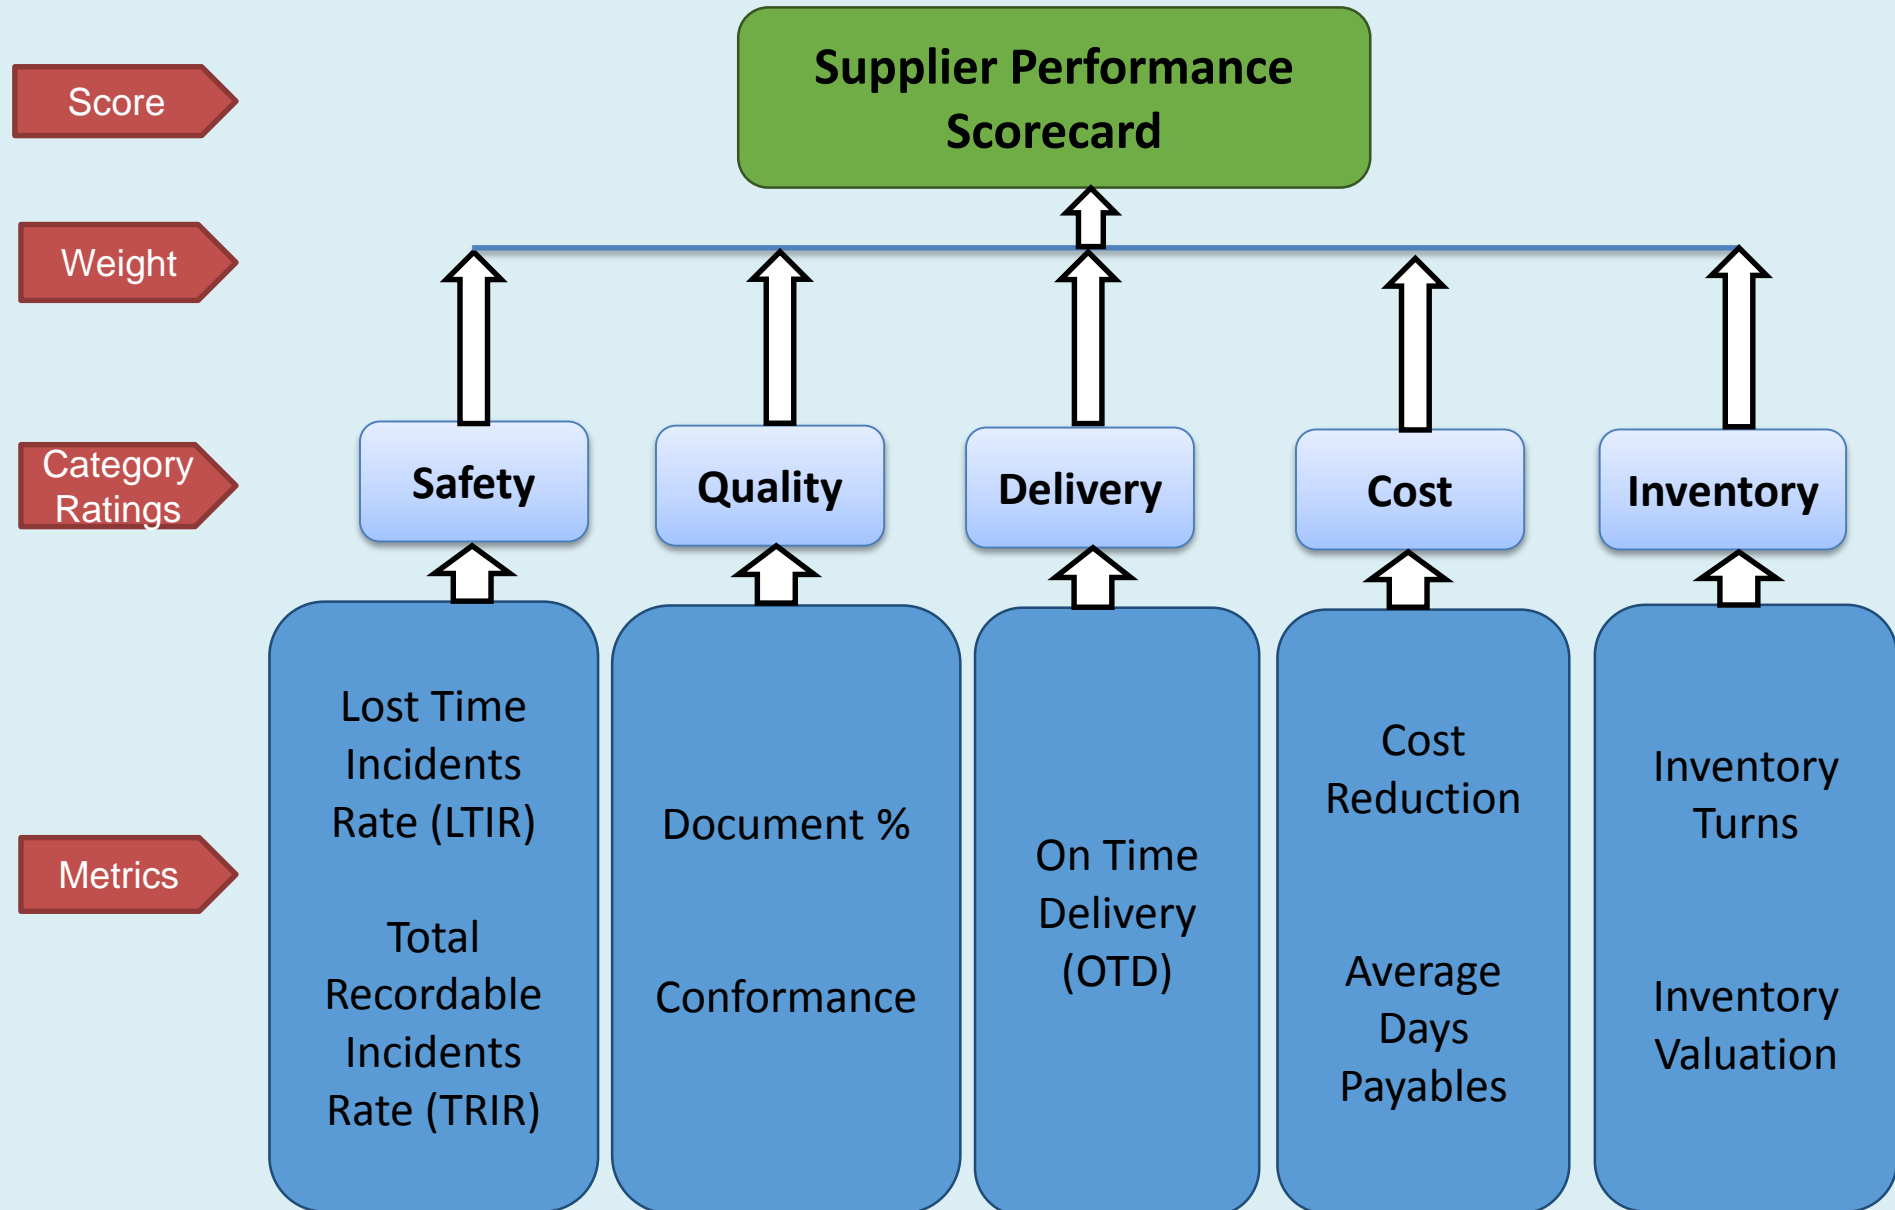 Supplier Performance
Scorecard
Score
Weight
Category
Ratings
Safety
Quality
Delivery
Cost
Inventory
Metrics
Lost Time
Incidents
Rate (LTIR)
Total
Recordable
Incidents
Rate (TRIR)
Document %
Conformance
On Time
Delivery
(OTD)
Cost
Reduction
Average
Days
Payables
Inventory
Turns
Inventory
Valuation